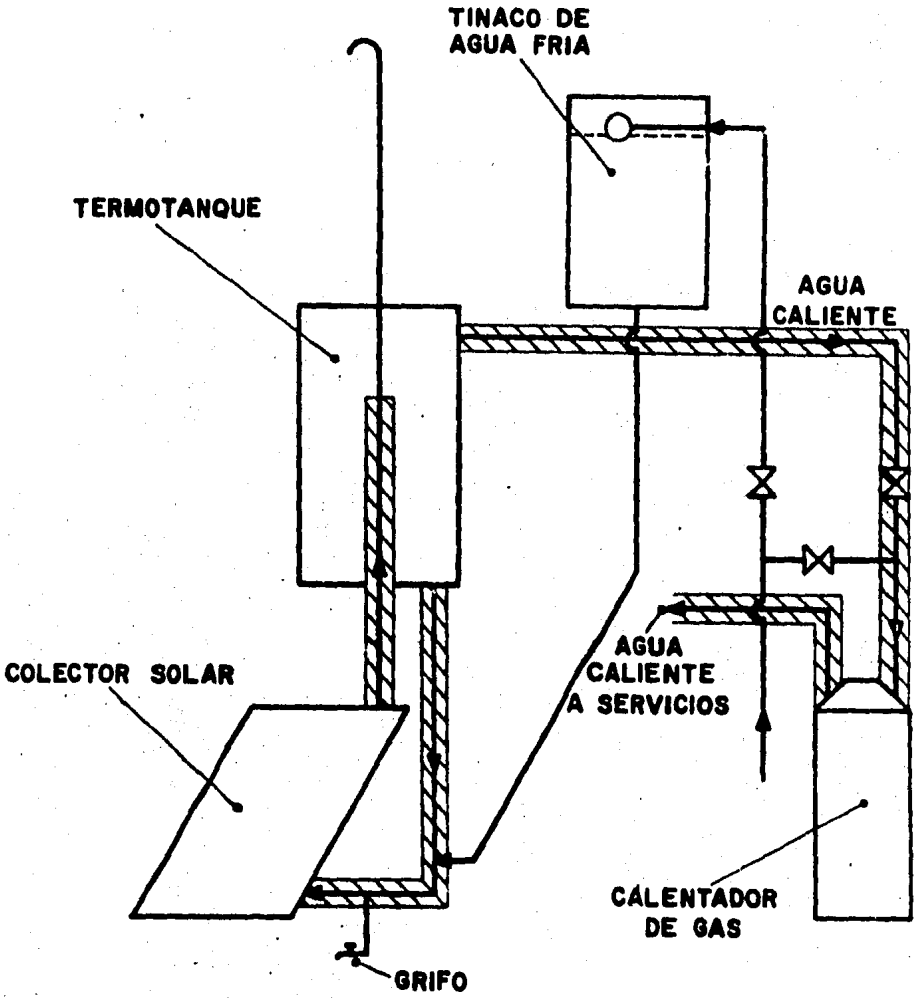 TINACO DE
AGUA FRIA
TERMOTANQUE
AGUA
CALIENTE
AGUA
CALIENTE
A SERVICIOS
COLECTOR SOLAR
CALENTADOR
DE GAS
GRIFO